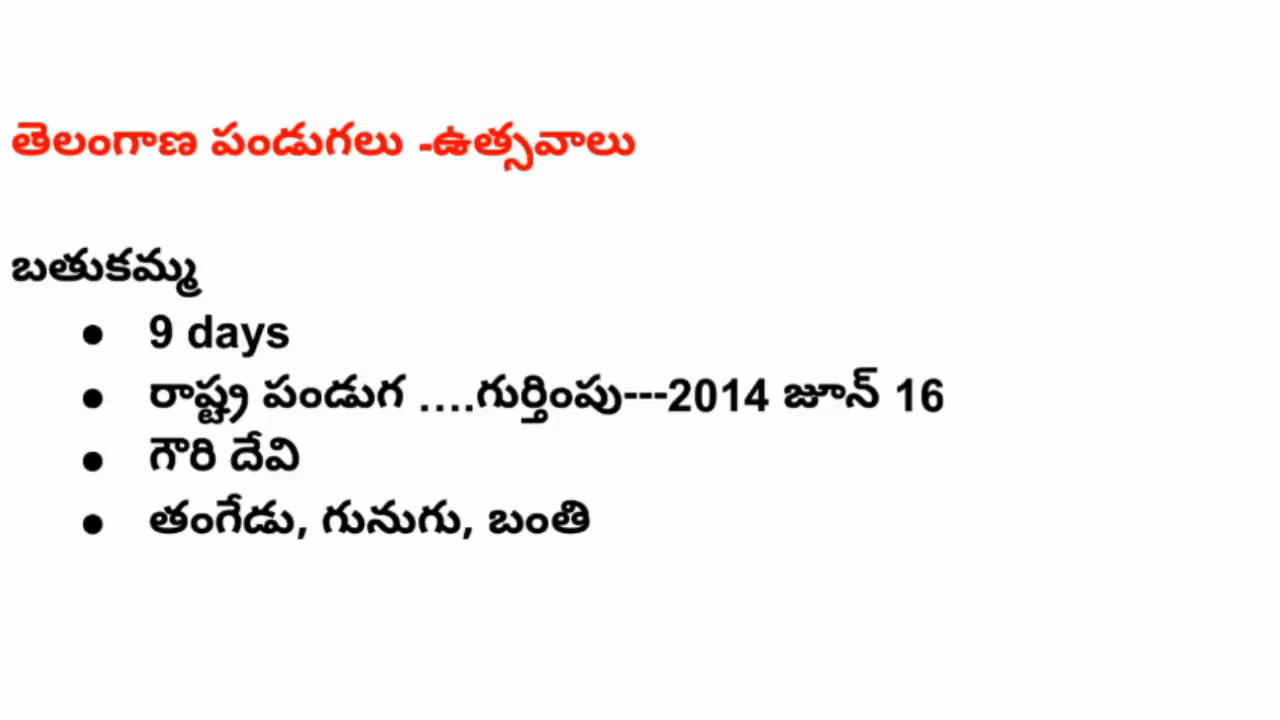 తెలంగాణ పండుగలు -ఉత్సవాలు
బతుకమ్మ
● 9 days
● రాష్ట్ర పండుగ ....గుర్తింపు---2014 జూన్ 16
● గౌరి దేవి
● తంగేడు, గునుగు, బంతి